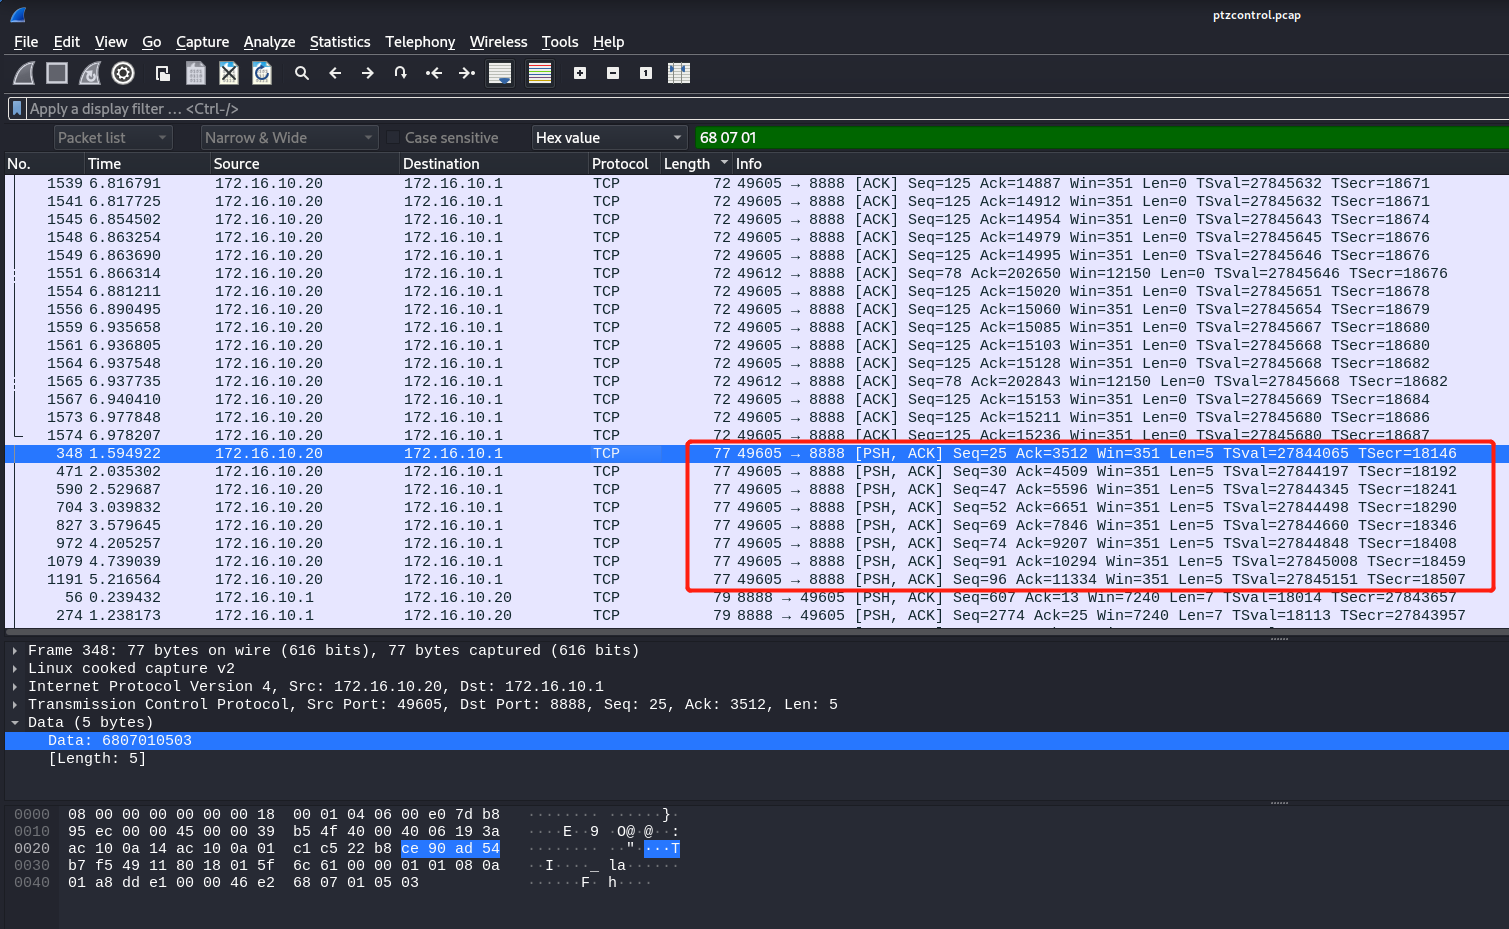 ptzcontrol.pcap
File Edit View Go Capture Analyze Statistics Telephony Wireless Tools Help
Apply a display filter … <Ctrl-/>
Packet list Narrow & Wide Case sensitive Hex value 68 07 01
No. Time Source Destination Protocol Length Info
1539 6.816791 172.16.10.20 172.16.10.1 TCP 72 49605 → 8888 [ACK] Seq=125 Ack=14887 Win=351 Len=0 TSval=27845632 TSecr=18671
1541 6.817725 172.16.10.20 172.16.10.1 TCP 72 49605 → 8888 [ACK] Seq=125 Ack=14912 Win=351 Len=0 TSval=27845632 TSecr=18671
1545 6.854502 172.16.10.20 172.16.10.1 TCP 72 49605 → 8888 [ACK] Seq=125 Ack=14954 Win=351 Len=0 TSval=27845643 TSecr=18674
1548 6.863254 172.16.10.20 172.16.10.1 TCP 72 49605 → 8888 [ACK] Seq=125 Ack=14979 Win=351 Len=0 TSval=27845645 TSecr=18676
1549 6.863690 172.16.10.20 172.16.10.1 TCP 72 49605 → 8888 [ACK] Seq=125 Ack=14995 Win=351 Len=0 TSval=27845646 TSecr=18676
1551 6.866314 172.16.10.20 172.16.10.1 TCP 72 49612 → 8888 [ACK] Seq=78 Ack=202650 Win=12150 Len=0 TSval=27845646 TSecr=18676
1554 6.881211 172.16.10.20 172.16.10.1 TCP 72 49605 → 8888 [ACK] Seq=125 Ack=15020 Win=351 Len=0 TSval=27845651 TSecr=18678
1556 6.890495 172.16.10.20 172.16.10.1 TCP 72 49605 → 8888 [ACK] Seq=125 Ack=15060 Win=351 Len=0 TSval=27845654 TSecr=18679
1559 6.935658 172.16.10.20 172.16.10.1 TCP 72 49605 → 8888 [ACK] Seq=125 Ack=15085 Win=351 Len=0 TSval=27845667 TSecr=18680
1561 6.936805 172.16.10.20 172.16.10.1 TCP 72 49605 → 8888 [ACK] Seq=125 Ack=15103 Win=351 Len=0 TSval=27845668 TSecr=18680
1564 6.937548 172.16.10.20 172.16.10.1 TCP 72 49605 → 8888 [ACK] Seq=125 Ack=15128 Win=351 Len=0 TSval=27845668 TSecr=18682
1565 6.937735 172.16.10.20 172.16.10.1 TCP 72 49612 → 8888 [ACK] Seq=78 Ack=202843 Win=12150 Len=0 TSval=27845668 TSecr=18682
1567 6.940410 172.16.10.20 172.16.10.1 TCP 72 49605 → 8888 [ACK] Seq=125 Ack=15153 Win=351 Len=0 TSval=27845669 TSecr=18684
1573 6.977848 172.16.10.20 172.16.10.1 TCP 72 49605 → 8888 [ACK] Seq=125 Ack=15211 Win=351 Len=0 TSval=27845680 TSecr=18686
1574 6.978207 172.16.10.20 172.16.10.1 TCP 72 49605 → 8888 [ACK] Seq=125 Ack=15236 Win=351 Len=0 TSval=27845680 TSecr=18687
348 1.594922 172.16.10.20 172.16.10.1 TCP 77 49605 → 8888 [PSH, ACK] Seq=25 Ack=3512 Win=351 Len=5 TSval=27844065 TSecr=18146
471 2.035302 172.16.10.20 172.16.10.1 TCP 77 49605 → 8888 [PSH, ACK] Seq=30 Ack=4509 Win=351 Len=5 TSval=27844197 TSecr=18192
590 2.529687 172.16.10.20 172.16.10.1 TCP 77 49605 → 8888 [PSH, ACK] Seq=47 Ack=5596 Win=351 Len=5 TSval=27844345 TSecr=18241
704 3.039832 172.16.10.20 172.16.10.1 TCP 77 49605 → 8888 [PSH, ACK] Seq=52 Ack=6651 Win=351 Len=5 TSval=27844498 TSecr=18290
827 3.579645 172.16.10.20 172.16.10.1 TCP 77 49605 → 8888 [PSH, ACK] Seq=69 Ack=7846 Win=351 Len=5 TSval=27844660 TSecr=18346
972 4.205257 172.16.10.20 172.16.10.1 TCP 77 49605 → 8888 [PSH, ACK] Seq=74 Ack=9207 Win=351 Len=5 TSval=27844848 TSecr=18408
1079 4.739039 172.16.10.20 172.16.10.1 TCP 77 49605 → 8888 [PSH, ACK] Seq=91 Ack=10294 Win=351 Len=5 TSval=27845008 TSecr=18459
1191 5.216564 172.16.10.20 172.16.10.1 TCP 77 49605 → 8888 [PSH, ACK] Seq=96 Ack=11334 Win=351 Len=5 TSval=27845151 TSecr=18507
56 0.239432 172.16.10.1 172.16.10.20 TCP 79 8888 → 49605 [PSH, ACK] Seq=607 Ack=13 Win=7240 Len=7 TSval=18014 TSecr=27843657
274 1.238173 172.16.10.1 172.16.10.20 TCP 79 8888 → 49605 [PSH, ACK] Seq=2774 Ack=25 Win=7240 Len=7 TSval=18113 TSecr=27843957
Frame 348: 77 bytes on wire (616 bits), 77 bytes captured (616 bits)
Linux cooked capture v2
Internet Protocol Version 4, Src: 172.16.10.20, Dst: 172.16.10.1
Transmission Control Protocol, Src Port: 49605, Dst Port: 8888, Seq: 25, Ack: 3512, Len: 5
Data (5 bytes)
Data: 6807010503
[Length: 5]
0000 08 00 00 00 00 00 00 18 00 01 04 06 00 e0 7d b8 ········ ······}·
0010 95 ec 00 00 45 00 00 39 b5 4f 40 00 40 06 19 3a ····E··9 ·O@·@··:
0020 ac 10 0a 14 ac 10 0a 01 c1 c5 22 b8 ce 90 ad 54 ········ ··"····T
0030 b7 f5 49 11 80 18 01 5f 6c 61 00 00 01 01 08 0a ··I····_ la······
0040 01 a8 dd e1 00 00 46 e2 68 07 01 05 03 ······F· h····